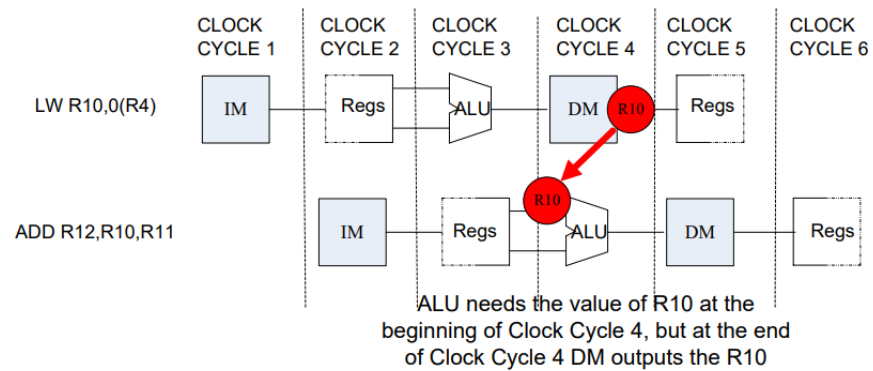 CLOCK CYCLE 1
CLOCK CYCLE 2
CLOCK CYCLE 3
CLOCK CYCLE 4
CLOCK CYCLE 5
CLOCK CYCLE 6
LW R10,0(R4)
IM
Regs
ALU
DM
R10
Regs
R10
ADD R12,R10,R11
IM
Regs
ALU
DM
Regs
ALU needs the value of R10 at the
beginning of Clock Cycle 4, but at the end
of Clock Cycle 4 DM outputs the R10